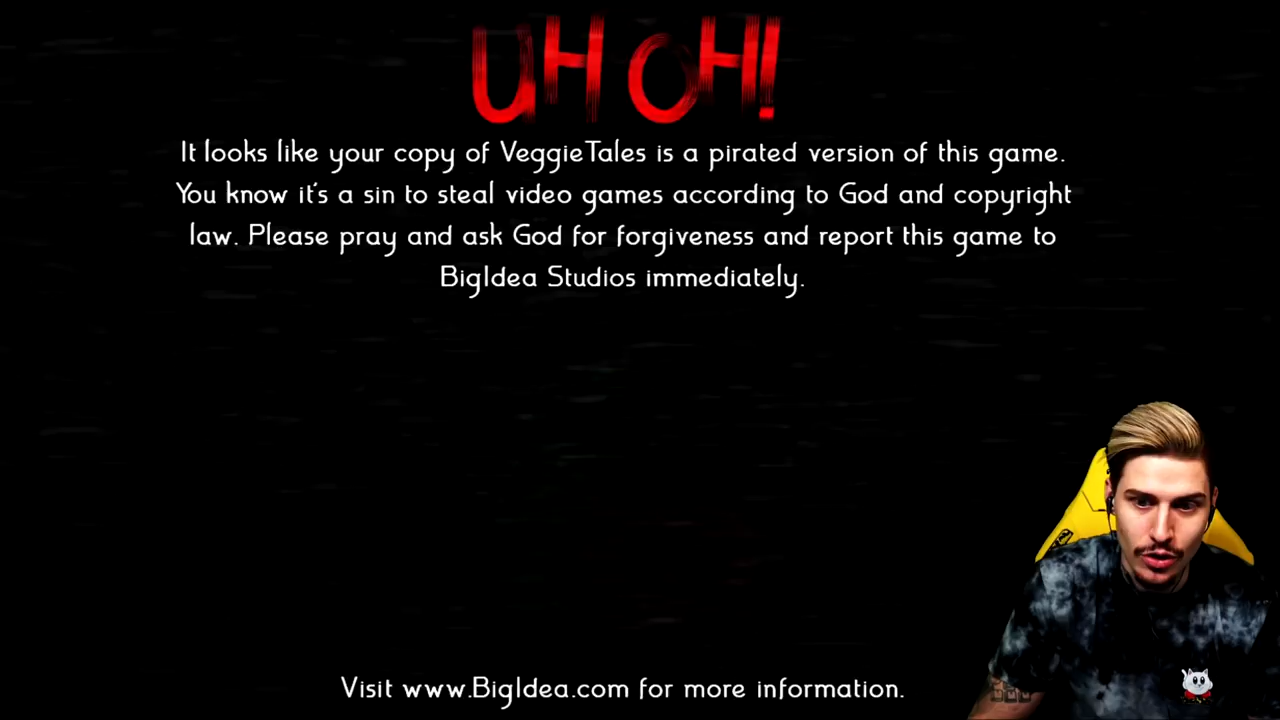 UH OH!
It looks like your copy of VeggieTales is a pirated version of this game.
You know it's a sin to steal video games according to God and copyright
law. Please pray and ask God for forgiveness and report this game to
BigIdea Studios immediately.
Visit www.BigIdea.com for more information.